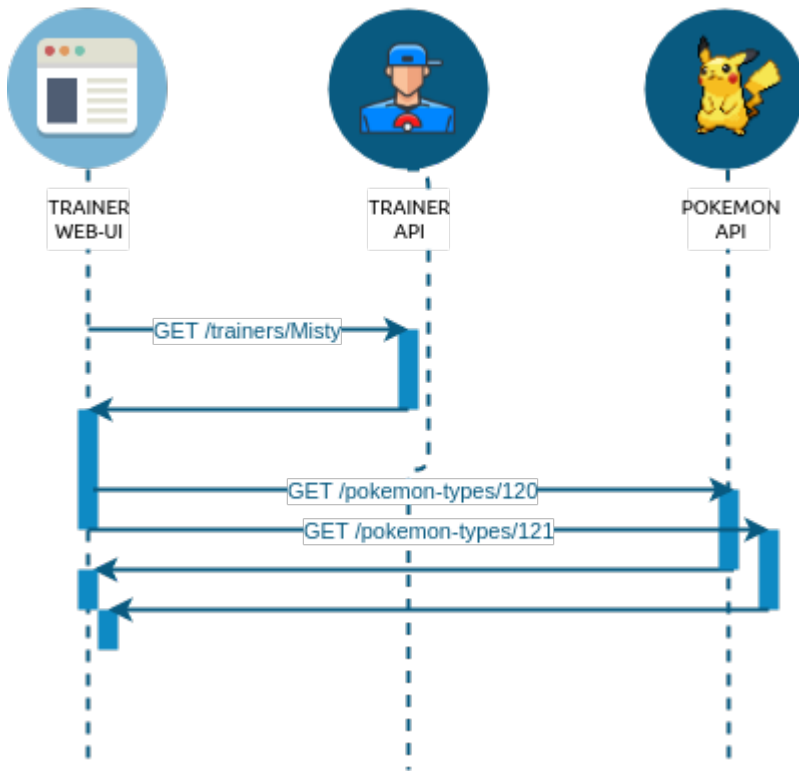 TRAINER
WEB-UI
TRAINER
API
POKEMON
API
GET /trainers/Misty
GET /pokemon-types/120
GET /pokemon-types/121